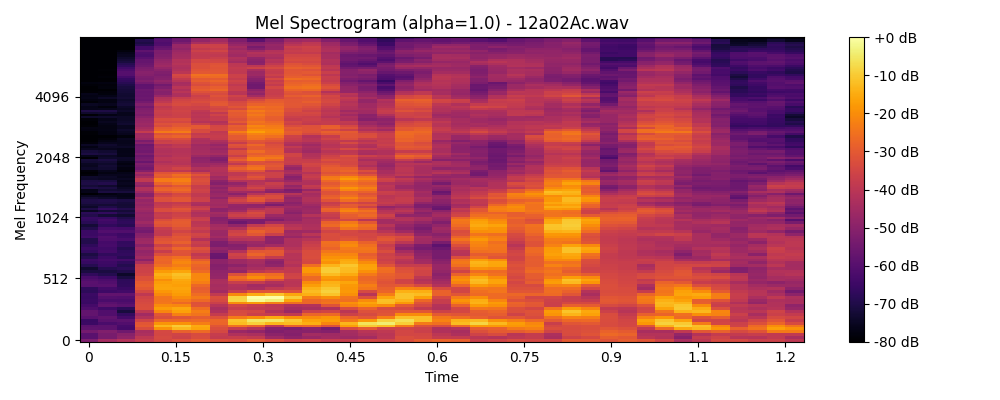 Mel Spectrogram (alpha=1.0) - 12a02Ac.wav
Mel Frequency
4096
2048
1024
512
0
0 0.15 0.3 0.45 0.6 0.75 0.9 1.1 1.2
Time
+0 dB
-10 dB
-20 dB
-30 dB
-40 dB
-50 dB
-60 dB
-70 dB
-80 dB